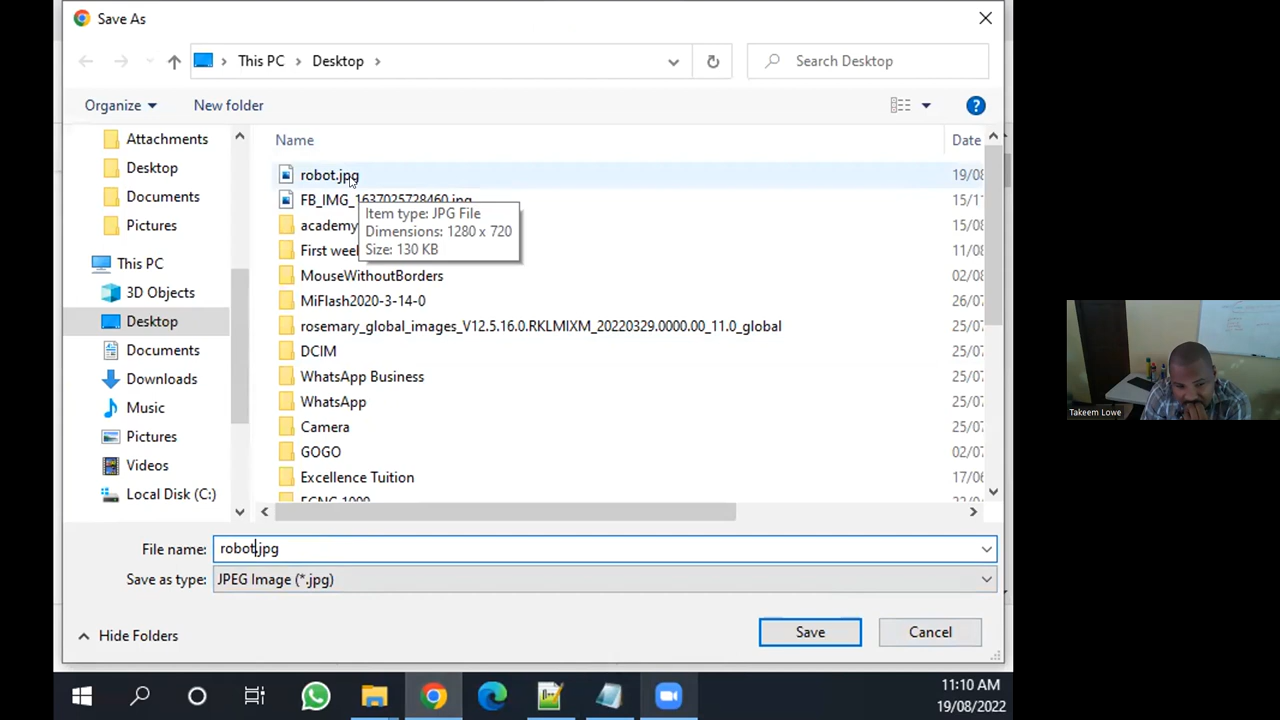 Save As
This PC
Desktop
Search Desktop
Organize
New folder
?
Name
Date
Attachments
Desktop
Documents
Pictures
This PC
3D Objects
Desktop
Documents
Downloads
Music
Pictures
Videos
Local Disk (C:)
robot.jpg
19/08
FB_IMG_1637025728460.jpg
15/11
academy
15/08
First
11/08
MouseWithoutBorders
02/08
MiFlash2020-3-14-0
26/07
rosemary_global_images_V12.5.16.0.RKLMIXM_20220329.0000.00_11.0_global
25/07
DCIM
25/07
WhatsApp Business
25/07
WhatsApp
25/07
Camera
25/07
GOGO
02/07
Excellence Tuition
17/06
Item type: JPG File
Dimensions: 1280 x 720
Size: 130 KB
File name:
robot.jpg
Save as type:
JPEG Image (*.jpg)
Hide Folders
Save
Cancel
11:10 AM
19/08/2022
Takeem Lowe